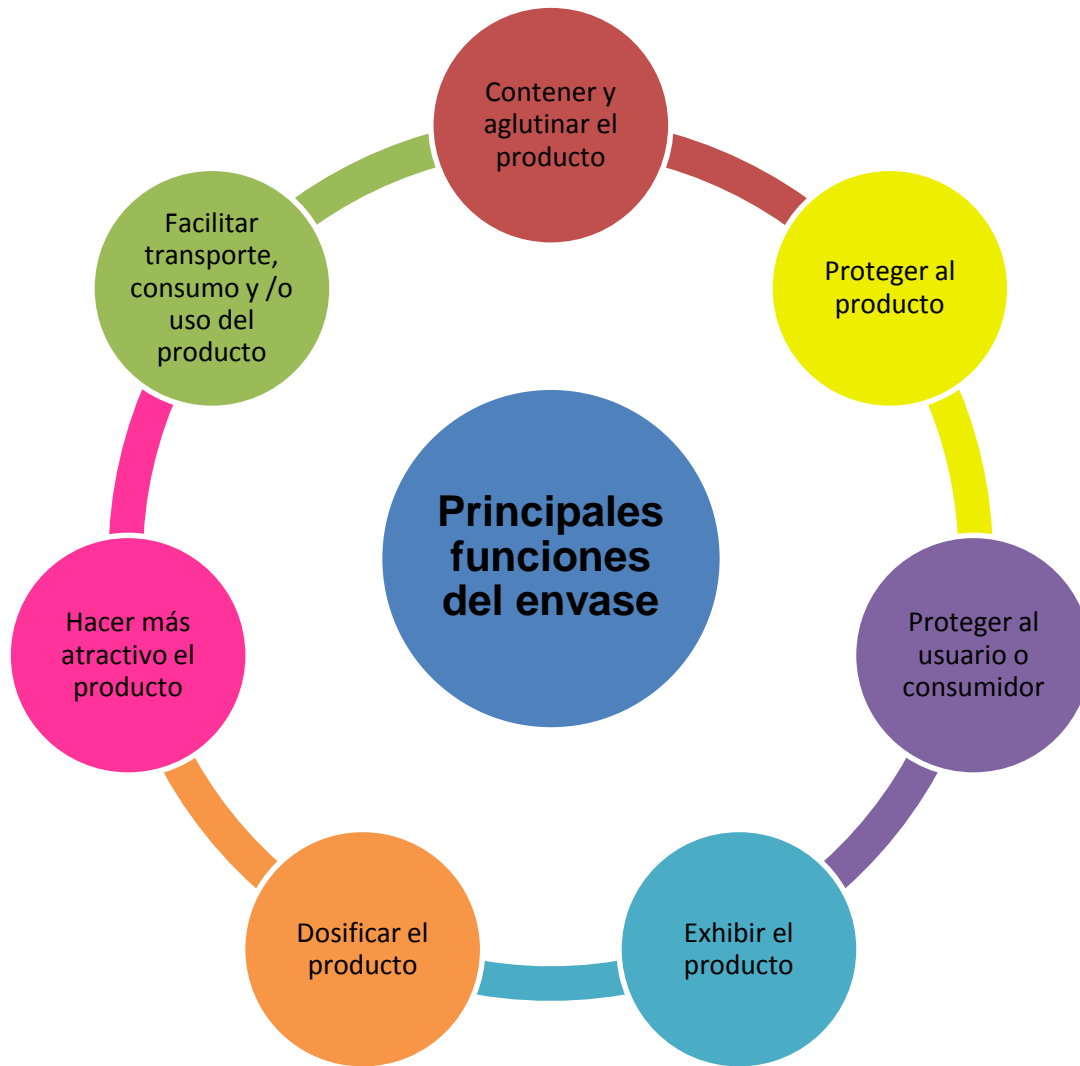 Contener y
aglutinar el
producto
Proteger al
producto
Proteger al
usuario o
consumidor
Exhibir el
producto
Dosificar el
producto
Hacer más
atractivo el
producto
Facilitar
transporte,
consumo y /o
uso del
producto
Principales
funciones
del envase